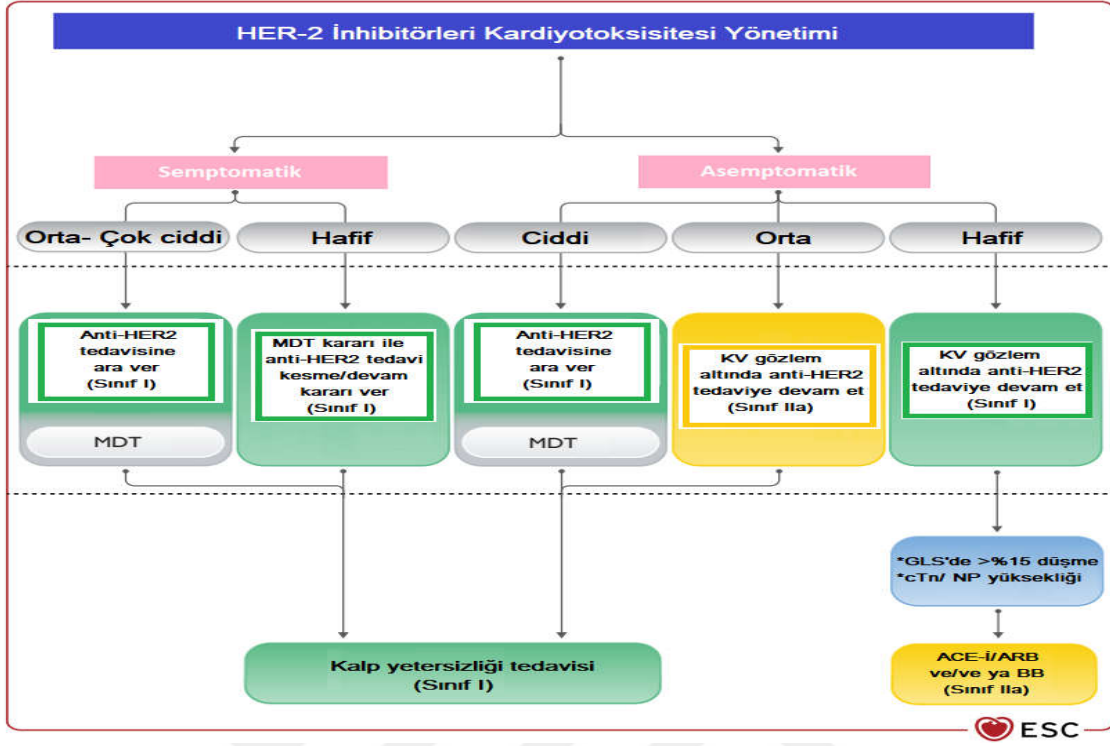 HER-2 İnhibitörleri Kardiyotoksisitesi Yönetimi
Semptomatik
Asemptomatik
Orta- Çok ciddi
Hafif
Ciddi
Orta
Hafif
Anti-HER2
tedavisine
ara ver
(Sınıf I)
MDT
MDT kararı ile
anti-HER2 tedavi
kesme/devam
kararı ver
(Sınıf I)
Anti-HER2
tedavisine
ara ver
(Sınıf I)
MDT
KV gözlem
altında anti-HER2
tedaviye devam et
(Sınıf IIa)
KV gözlem
altında anti-HER2
tedaviye devam et
(Sınıf I)
*GLS'de >%15 düşme
*cTn/ NP yüksekliği
Kalp yetersizliği tedavisi
(Sınıf I)
ACE-İ/ARB
ve/ve ya BB
(Sınıf IIa)
ESC